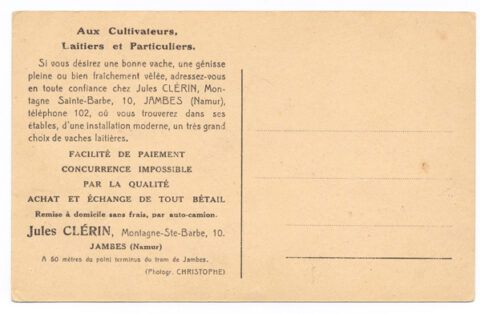 Aux Cultivateurs,
Laitiers et Particuliers.
Si vous désirez une bonne vache, une génisse
pleine ou bien fraîchement vêlée, adressez-vous
en toute confiance chez Jules CLÉRIN, Mon-
tagne Sainte-Barbe, 10, JAMBES (Namur),
téléphone 102, où vous trouverez dans ses
étables, d'une installation moderne, un très grand
choix de vaches laitières.
FACILITÉ DE PAIEMENT
CONCURRENCE IMPOSSIBLE
PAR LA QUALITÉ
ACHAT ET ÉCHANGE DE TOUT BÉTAIL
Remise à domicile sans frais, par auto-camion.
Jules CLÉRIN, Montagne-Ste-Barbe, 10.
JAMBES (Namur)
A 50 mètres du point terminus du tram de Jambes.
(Photogr. CHRISTOPHE)